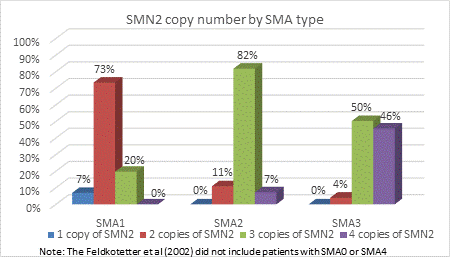 SMN2 copy number by SMA type
100%
90%
80%
70%
60%
50%
40%
30%
20%
10%
0%
7%
73%
20%
0%
0%
11%
82%
7%
0%
4%
50%
46%
SMA1
SMA2
SMA3
1 copy of SMN2
2 copies of SMN2
3 copies of SMN2
4 copies of SMN2
Note: The Feldkotetter et al (2002) did not include patients with SMA0 or SMA4